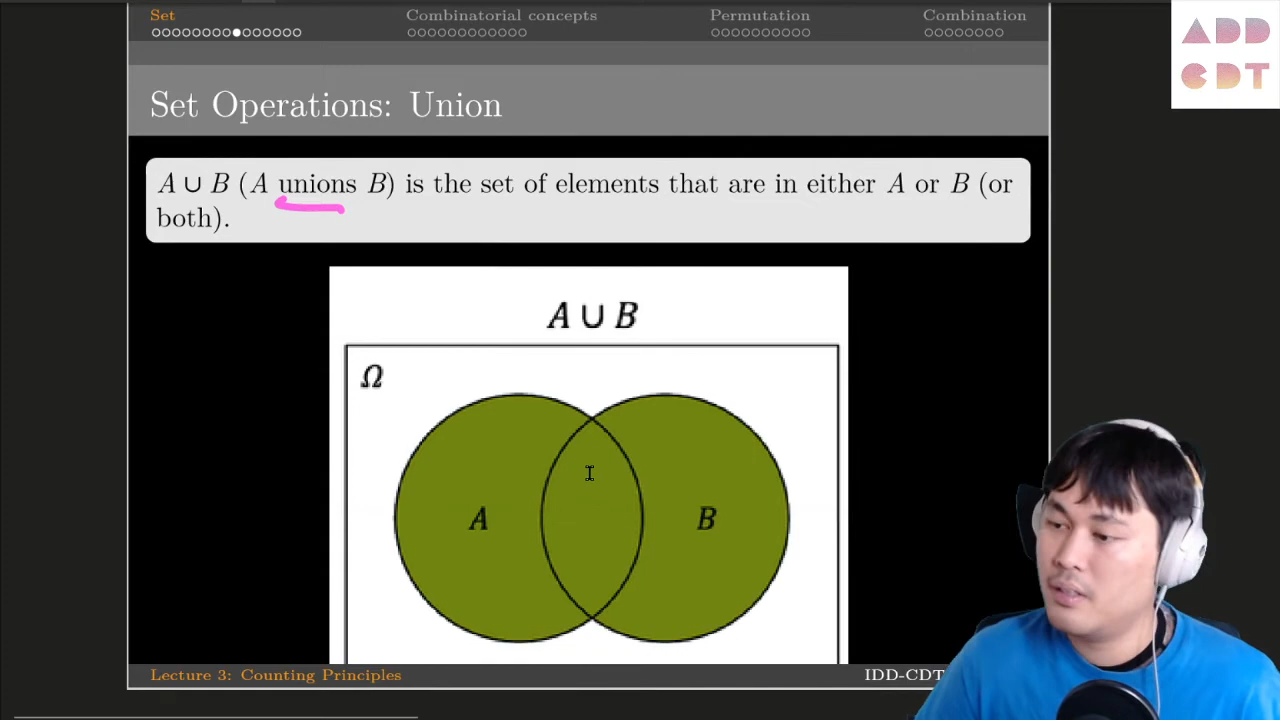 Set Combinatorial concepts Permutation Combination
ADD
CDT
Set Operations: Union
A ∪ B (A unions B) is the set of elements that are in either A or B (or
both).
A ∪ B
Ω
A B
Lecture 3: Counting Principles IDD-CDT